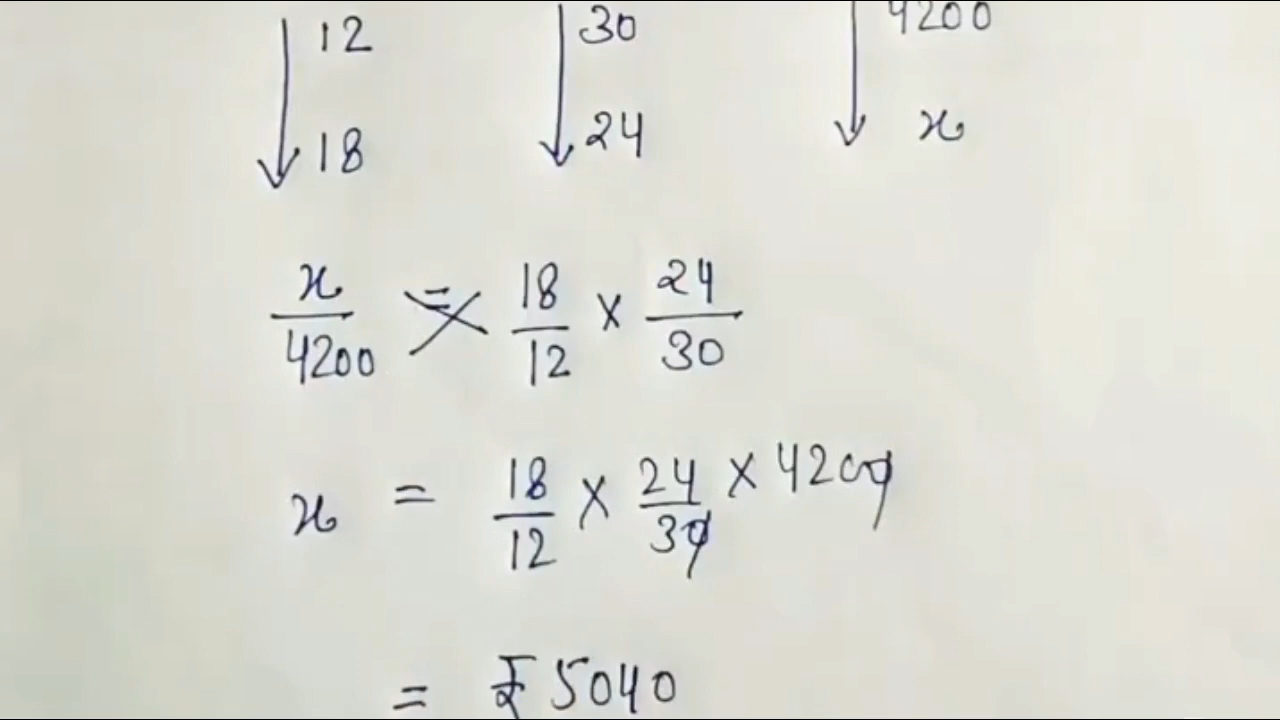 12 30 4200
18 24 x
x/4200 = 18/12 × 24/30
x = 18/12 × 24/30 × 4200
= ₹ 5040